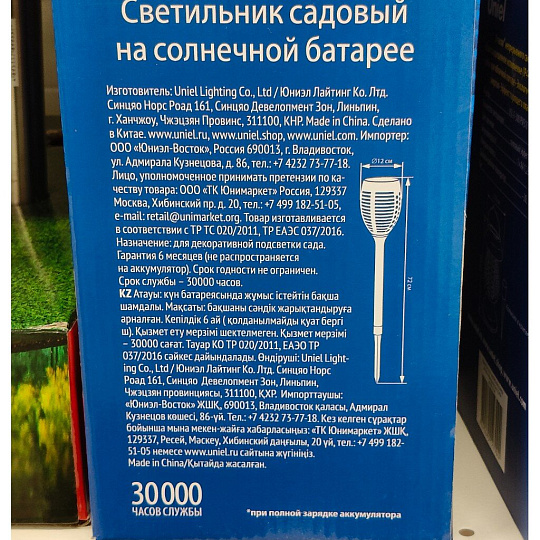 Светильник садовый
на солнечной батарее
Изготовитель: Uniel Lighting Co., Ltd / Юниэл Лайтинг Ко. Лтд.
Синцяо Норс Роад 161, Синцяо Девелопмент Зон, Линьпин,
г. Ханчжоу, Чжэцзян Провинс, 311100, КНР. Made in China. Сделано
в Китае. www.uniel.ru, www.uniel.shop, www.uniel.com. Импортер:
ООО «Юниэл-Восток», Россия 690013, г. Владивосток,
ул. Адмирала Кузнецова, д. 86, тел.: +7 4232 73-77-18.
Лицо, уполномоченное принимать претензии по ка-
честву товара: ООО «ТК Юнимаркет» Россия, 129337
Москва, Хибинский пр. д. 20, тел.: +7 499 182-51-05,
e-mail: retail@unimarket.org. Товар изготавливается
в соответствии с ТР ТС 020/2011, ТР ЕАЭС 037/2016.
Назначение: для декоративной подсветки сада.
Гарантия 6 месяцев (не распространяется
на аккумулятор). Срок годности не ограничен.
Срок службы – 30000 часов.
KZ Атауы: күн батареясында жұмыс істейтін бақша
шамдалы. Мақсаты: бақшаны сәндік жарықтандыруға
арналған. Кепілдік 6 ай ( қолданылмайды қуат бергі
ш). Қызмет ету мерзімі шектелмеген. Қызмет мерзімі
– 30000 сағат. Тауар КО ТР 020/2011, ЕАЭО ТР
037/2016 сәйкес дайындалады. Өндіруші: Uniel Light-
ing Co., Ltd / Юниэл Лайтинг Ко. Лтд. Синцяо Норс
Роад 161, Синцяо Девелопмент Зон, Линьпин,
Чжэцзян провинциясы, 311100, ҚХР. Импорттаушы:
«Юниэл-Восток» ЖШҚ, 690013, Владивосток қаласы, Адмирал
Кузнецов көшесі, 86-үй. Тел.: +7 4232 73-77-18. Кез келген сұрақтар
бойынша мына мекен-жайға хабарласыңыз: «ТК Юнимаркет» ЖШҚ,
129337, Ресей, Мәскеу, Хибинский даңғылы, 20 үй, тел.: +7 499 182-
51-05 немесе www.uniel.ru сайтына жүгініңіз.
Made in China/Қытайда жасалған.
Ø12 см
72 см
30000
ЧАСОВ СЛУЖБЫ
*при полной зарядке аккумулятора
Uniel